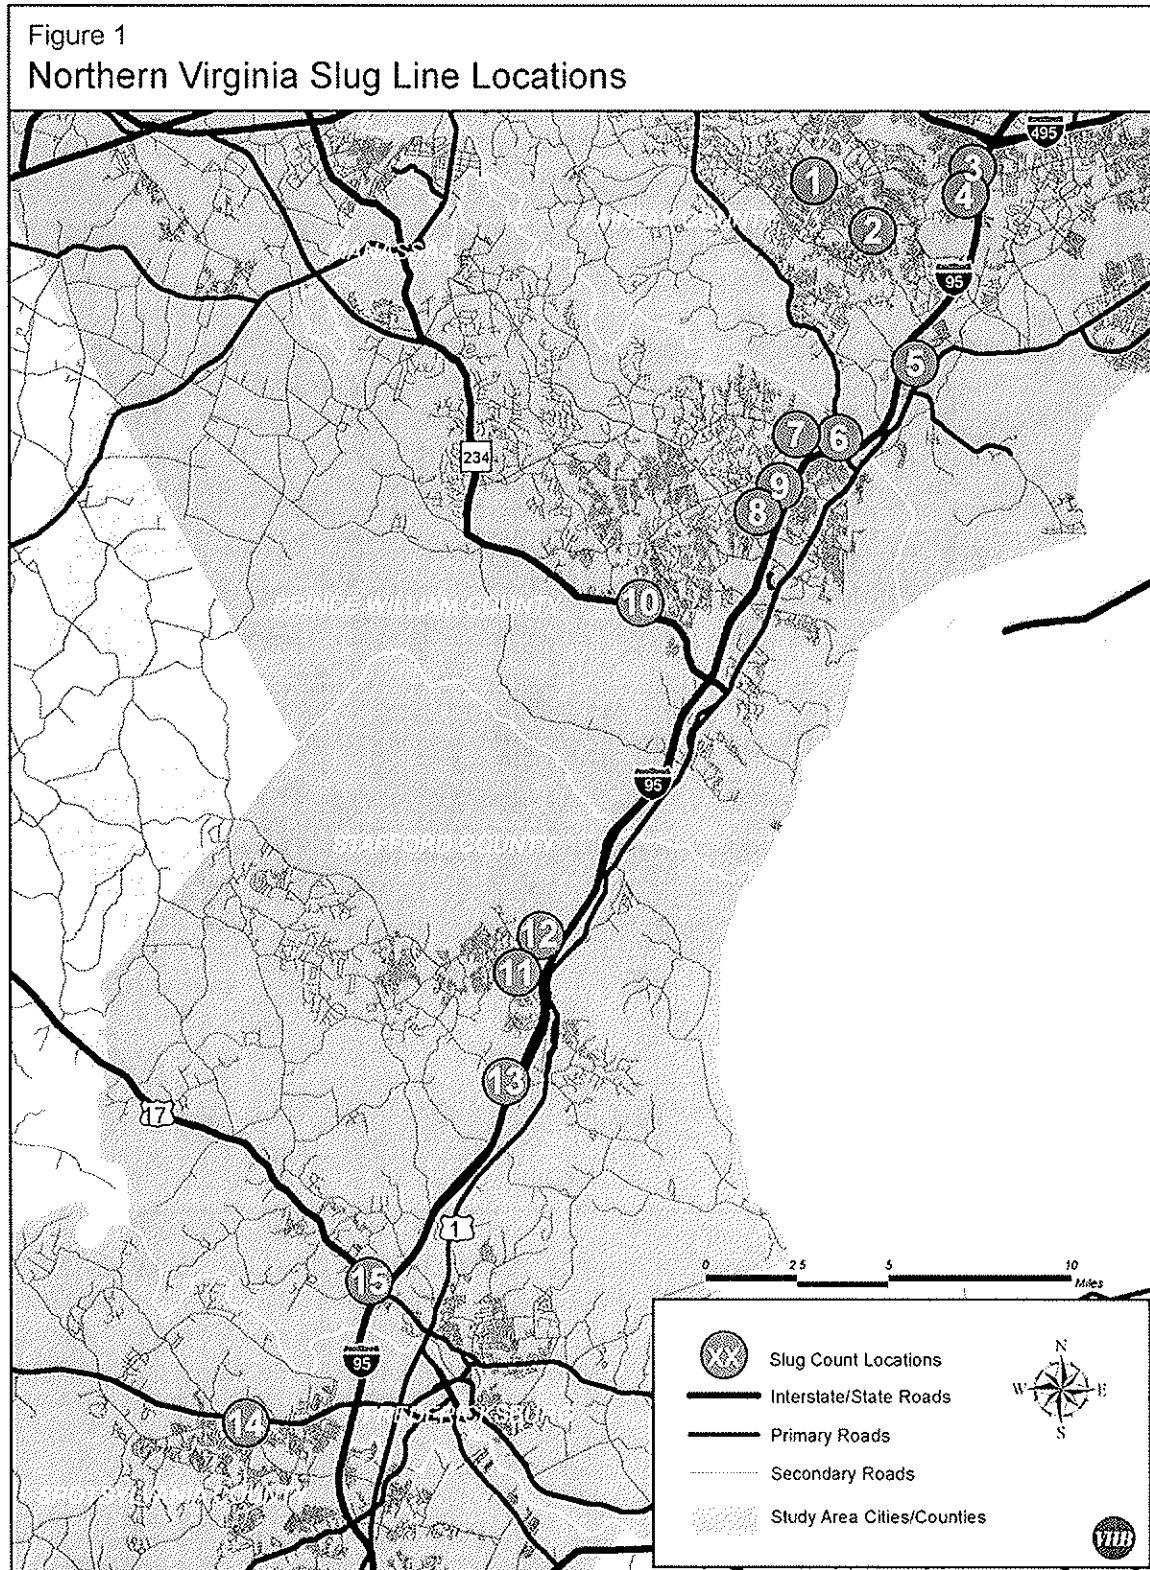 Figure 1
Northern Virginia Slug Line Locations
495
3
1
4
2
95
5
7
6
9
234
8
PRINCE WILLIAM COUNTY
10
95
STAFFORD COUNTY
12
11
13
17
1
15
0 2.5 5 10
Miles
95
14
XX Slug Count Locations
Interstate/State Roads
Primary Roads
Secondary Roads
Study Area Cities/Counties
N
W E
S
VHB